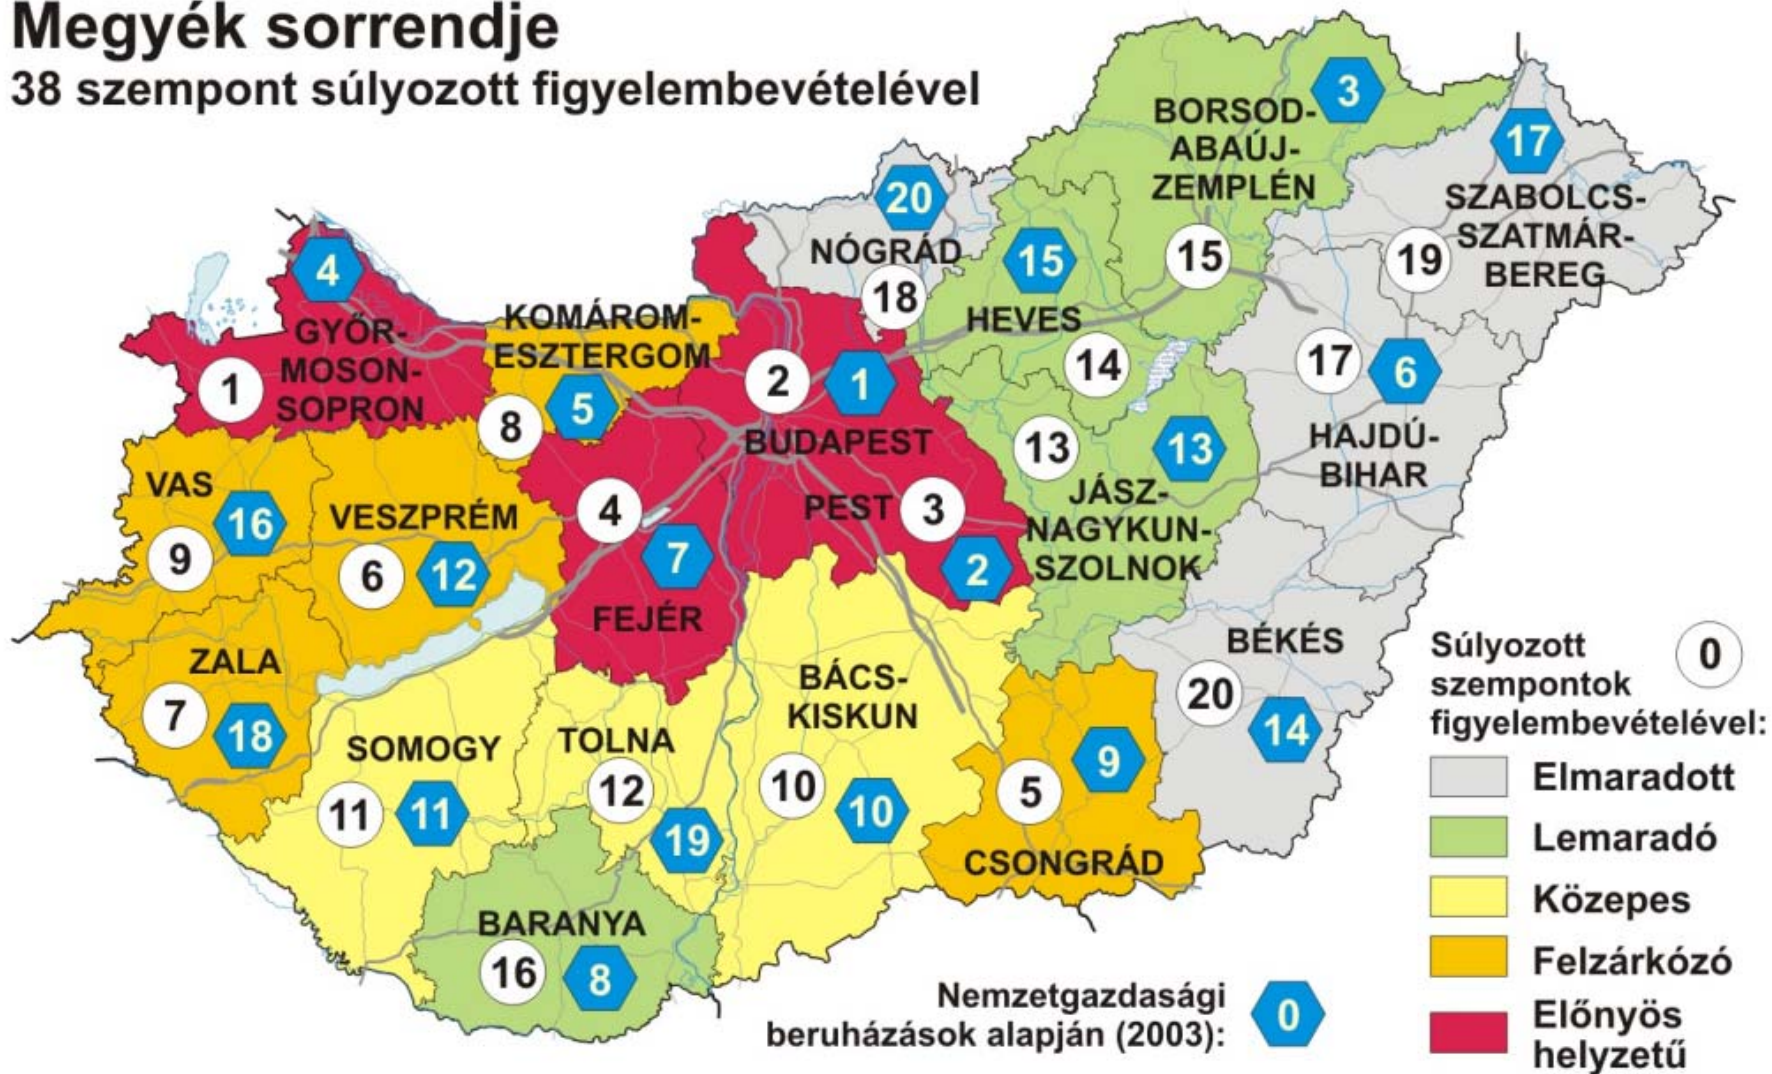 Megyék sorrendje
38 szempont súlyozott figyelembevételével
3
BORSOD-
ABAÚJ-
ZEMPLÉN
15
17
SZABOLCS-
SZATMÁR-
BEREG
19
20
NÓGRÁD
18
15
HEVES
14
4
GYŐR-
MOSON-
SOPRON
1
KOMÁROM-
ESZTERGOM
8
5
2
1
BUDAPEST
PEST
3
2
17
6
HAJDÚ-
BIHAR
13
13
JÁSZ-
NAGYKUN-
SZOLNOK
VAS
16
9
VESZPRÉM
6
12
4
7
FEJÉR
ZALA
7
18
SOMOGY
11
11
TOLNA
12
19
BÁCS-
KISKUN
10
10
BÉKÉS
20
14
5
9
CSONGRÁD
BARANYA
16
8
Súlyozott
szempontok
figyelembevételével:
0
Elmaradott
Lemaradó
Közepes
Felzárkózó
Előnyös
helyzetű
Nemzetgazdasági
beruházások alapján (2003):
0